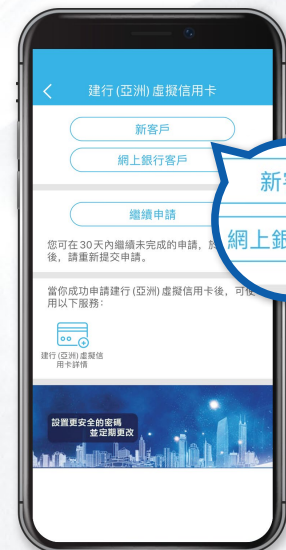 建行(亞洲)虛擬信用卡
新客戶
網上銀行客戶
新
網上銀
繼續申請
您可在30天內繼續未完成的申請,
後,請重新提交申請。
當你成功申請建行(亞洲)虛擬信用卡後,可
用以下服務:
建行(亞洲)虛擬信
用卡詳情
設置更安全的密碼
並定期更改